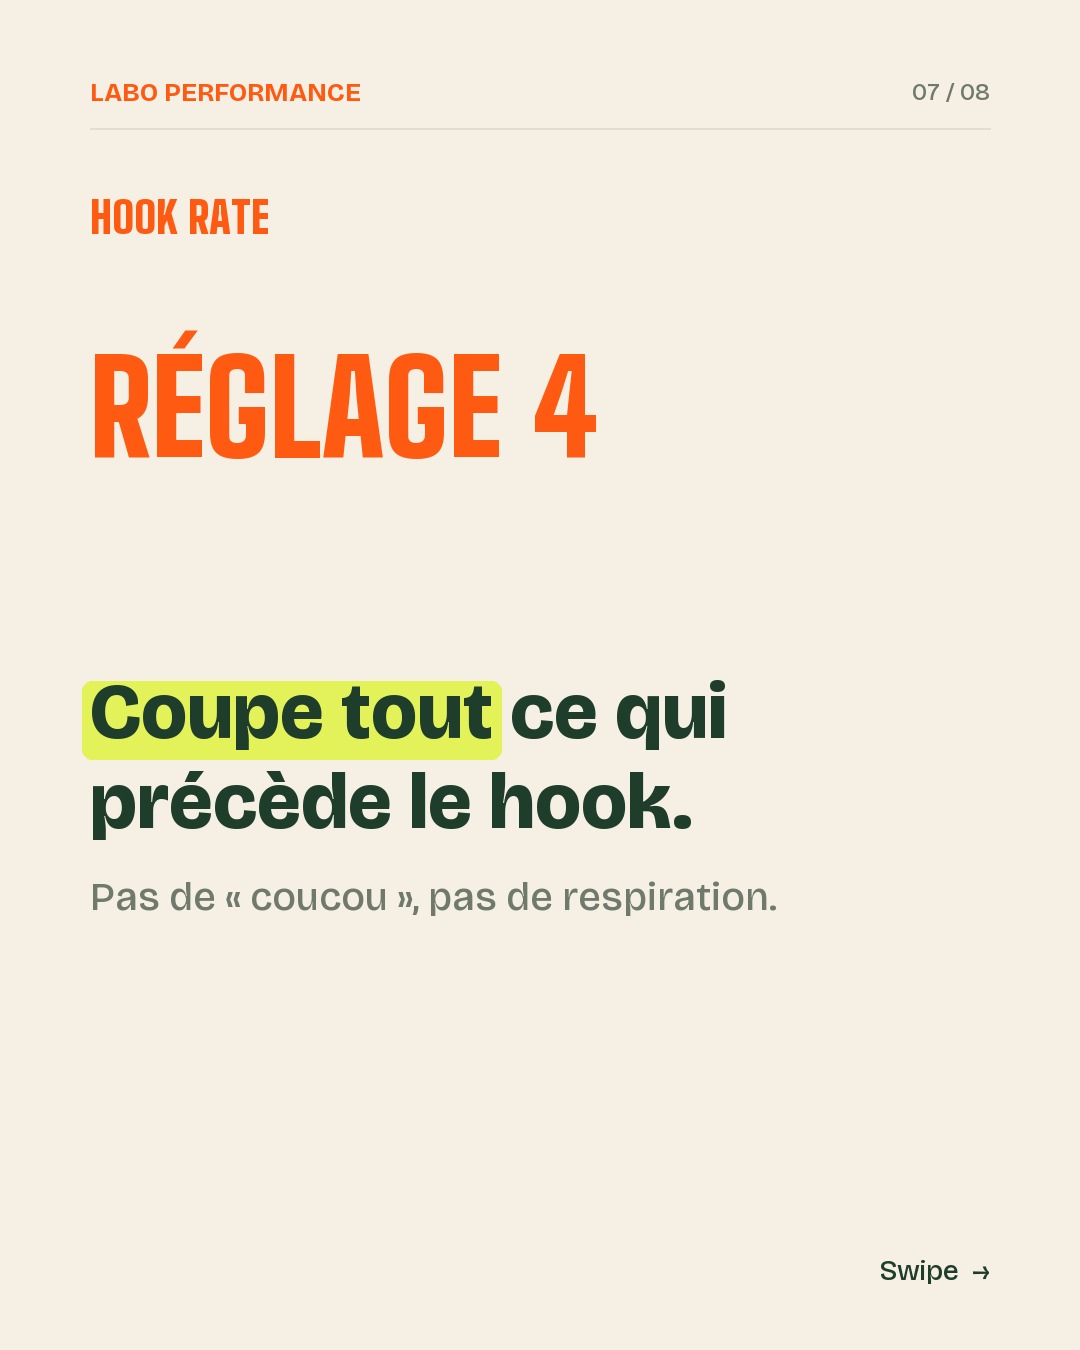 LABO PERFORMANCE
07 / 08
HOOK RATE
RÉGLAGE 4
Coupe tout ce qui
précède le hook.
Pas de « coucou », pas de respiration.
Swipe →